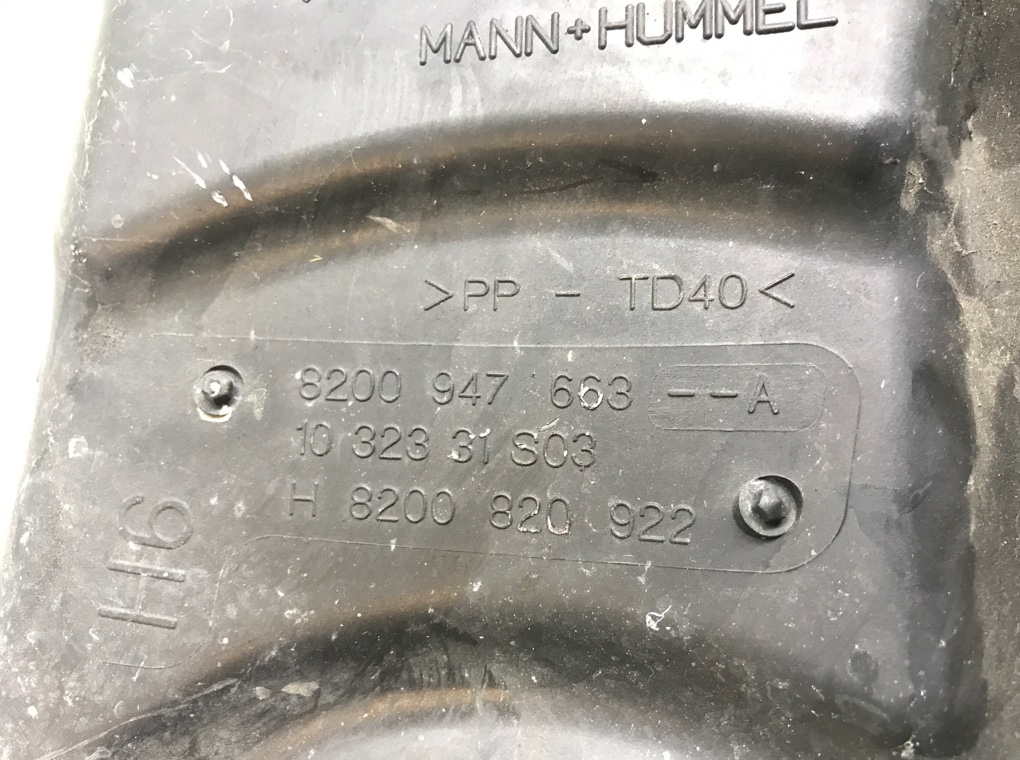 MANN+HUMMEL
>PP - TD40<
8200 947 663 --A
10 323 31 S03
H 8200 820 922
H6